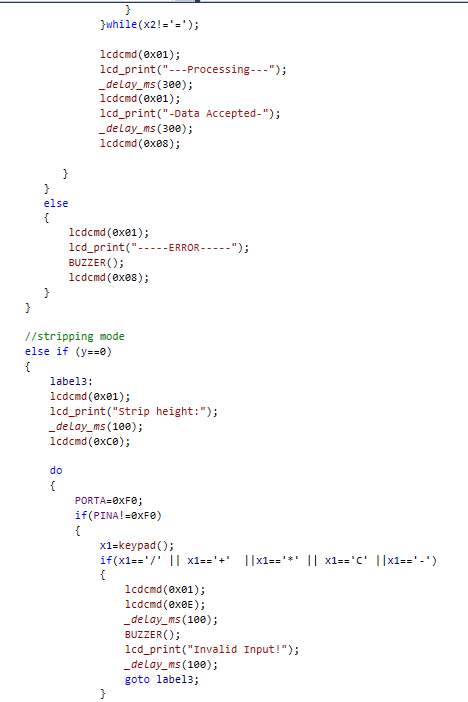 }
}while(x2!='=');
lcdcmd(0x01);
lcd_print("---Processing---");
_delay_ms(300);
lcdcmd(0x01);
lcd_print("-Data Accepted-");
_delay_ms(300);
lcdcmd(0x08);
}
}
else
{
lcdcmd(0x01);
lcd_print("-----ERROR-----");
BUZZER();
lcdcmd(0x08);
}
}
//stripping mode
else if (y==0)
{
label3:
lcdcmd(0x01);
lcd_print("Strip height:");
_delay_ms(100);
lcdcmd(0xC0);
do
{
PORTA=0xF0;
if(PINA!=0xF0)
{
x1=keypad();
if(x1=='/' || x1=='+'  ||x1=='*' || x1=='C' ||x1=='-')
{
lcdcmd(0x01);
lcdcmd(0x0E);
_delay_ms(100);
BUZZER();
lcd_print("Invalid Input!");
_delay_ms(100);
goto label3;
}